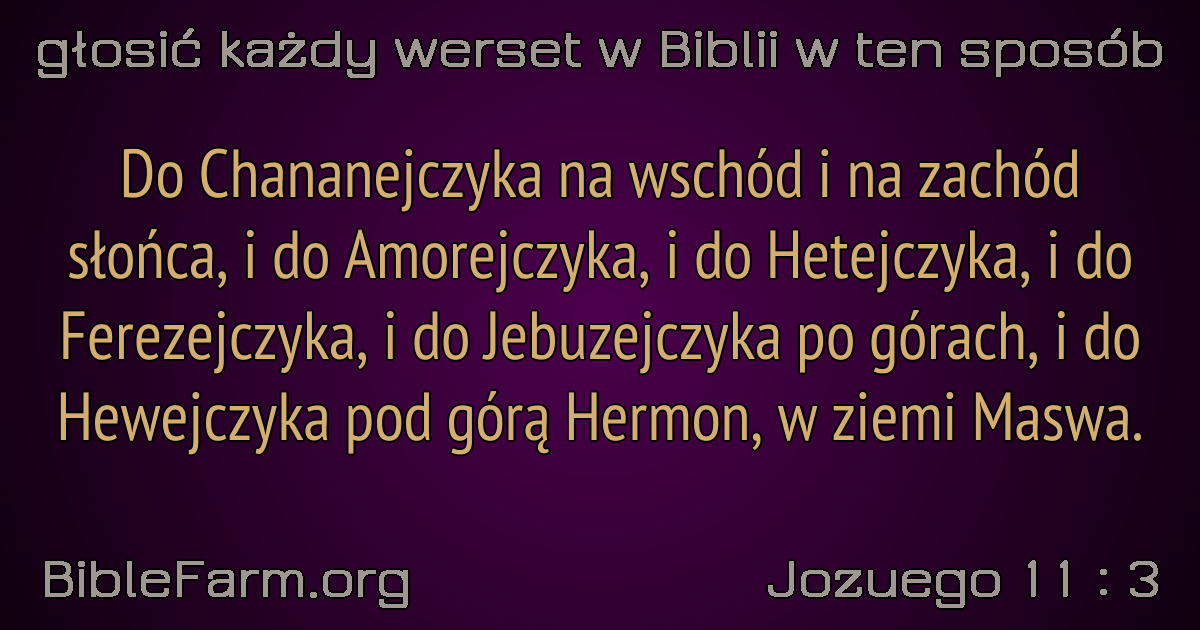 głosić każdy werset w Biblii w ten sposób
Do Chananejczyka na wschód i na zachód
słońca, i do Amorejczyka, i do Hetejczyka, i do
Ferezejczyka, i do Jebuzejczyka po górach, i do
Hewejczyka pod górą Hermon, w ziemi Maswa.
BibleFarm.org
Jozuego 11 : 3